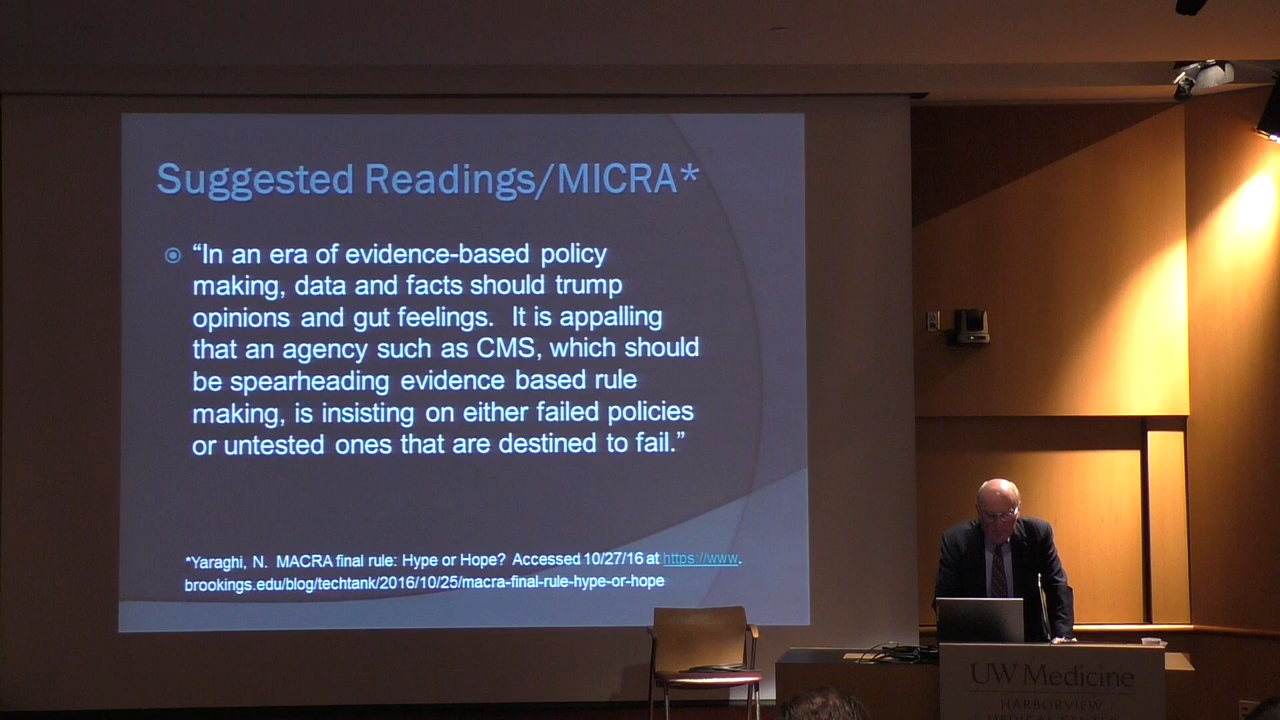 Suggested Readings/MICRA*
“In an era of evidence-based policy
making, data and facts should trump
opinions and gut feelings. It is appalling
that an agency such as CMS, which should
be spearheading evidence based rule
making, is insisting on either failed policies
or untested ones that are destined to fail.”
*Yaraghi, N. MACRA final rule: Hype or Hope? Accessed 10/27/16 at https://www.
brookings.edu/blog/techtank/2016/10/25/macra-final-rule-hype-or-hope
UW Medicine
HARBORVIEW